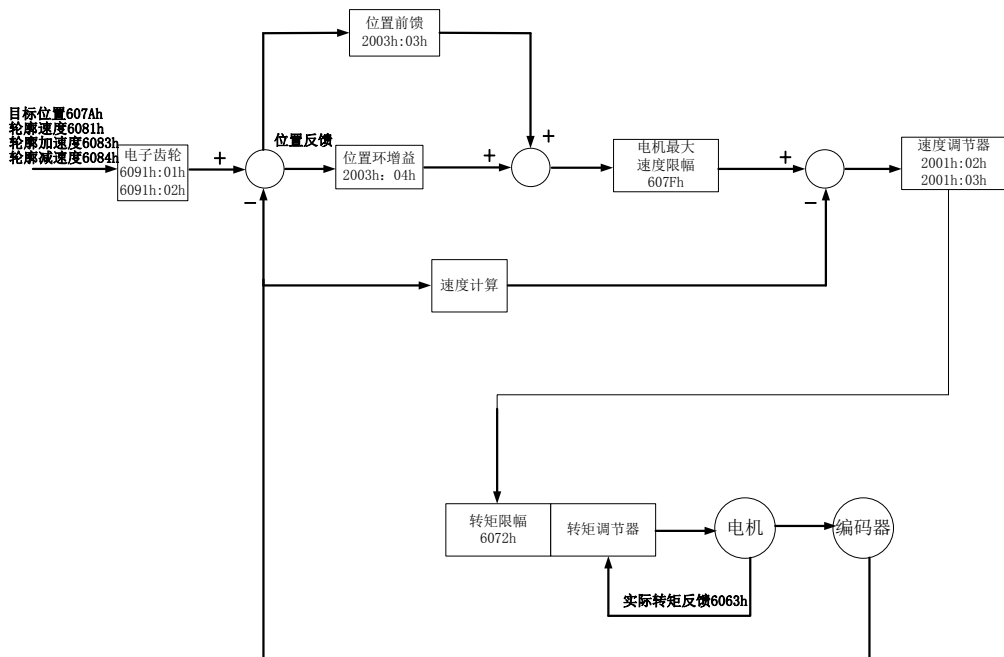 位置前馈
2003h:03h
目标位置607Ah
轮廓速度6081h
轮廓加速度6083h
轮廓减速度6084h
电子齿轮
6091h:01h
6091h:02h
+
−
位置反馈
位置环增益
2003h: 04h
+
+
电机最大
速度限幅
607Fh
+
−
速度调节器
2001h:02h
2001h:03h
速度计算
转矩限幅
6072h
转矩调节器
电机
编码器
实际转矩反馈6063h